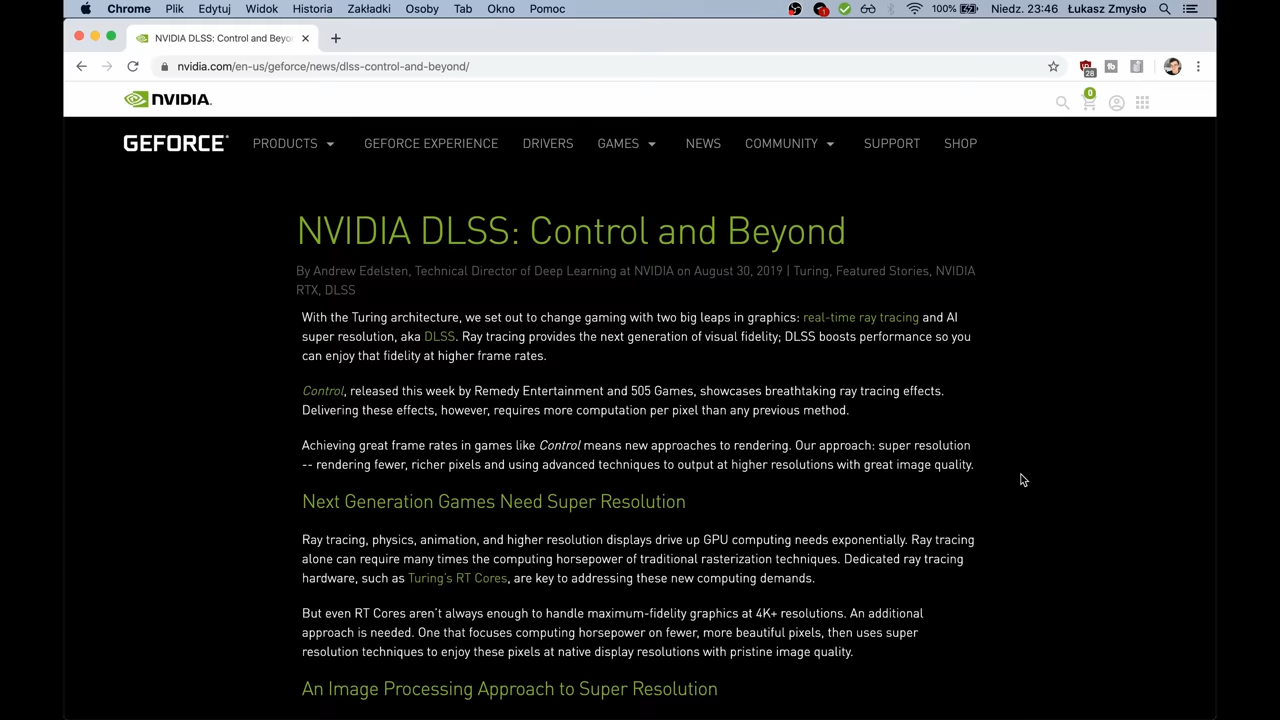 Chrome Plik Edytuj Widok Historia Zakładki Osoby Tab Okno Pomoc 1 100% Niedz. 23:46 Łukasz Zmysło
NVIDIA DLSS: Control and Beyo
nvidia.com/en-us/geforce/news/dlss-control-and-beyond/ 28
NVIDIA. 0
GEFORCE PRODUCTS GEFORCE EXPERIENCE DRIVERS GAMES NEWS COMMUNITY SUPPORT SHOP
NVIDIA DLSS: Control and Beyond
By Andrew Edelsten, Technical Director of Deep Learning at NVIDIA on August 30, 2019 | Turing, Featured Stories, NVIDIA
RTX, DLSS
With the Turing architecture, we set out to change gaming with two big leaps in graphics: real-time ray tracing and AI
super resolution, aka DLSS. Ray tracing provides the next generation of visual fidelity; DLSS boosts performance so you
can enjoy that fidelity at higher frame rates.
Control, released this week by Remedy Entertainment and 505 Games, showcases breathtaking ray tracing effects.
Delivering these effects, however, requires more computation per pixel than any previous method.
Achieving great frame rates in games like Control means new approaches to rendering. Our approach: super resolution
-- rendering fewer, richer pixels and using advanced techniques to output at higher resolutions with great image quality.
Next Generation Games Need Super Resolution
Ray tracing, physics, animation, and higher resolution displays drive up GPU computing needs exponentially. Ray tracing
alone can require many times the computing horsepower of traditional rasterization techniques. Dedicated ray tracing
hardware, such as Turing's RT Cores, are key to addressing these new computing demands.
But even RT Cores aren't always enough to handle maximum-fidelity graphics at 4K+ resolutions. An additional
approach is needed. One that focuses computing horsepower on fewer, more beautiful pixels, then uses super
resolution techniques to enjoy these pixels at native display resolutions with pristine image quality.
An Image Processing Approach to Super Resolution